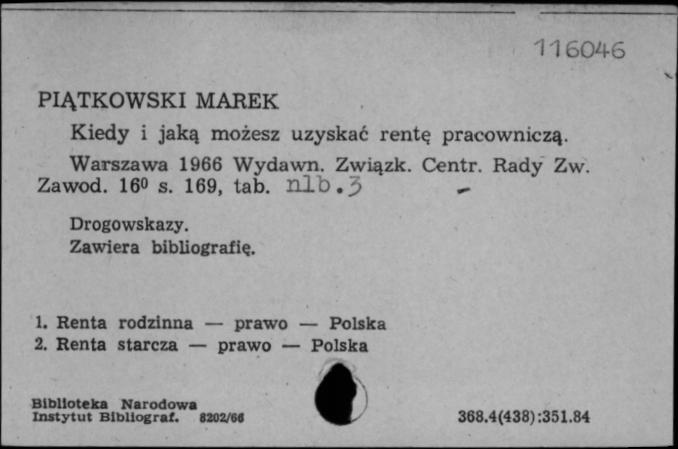 116046
PIĄTKOWSKI MAREK
Kiedy i jaką możesz uzyskać rentę pracowniczą.
Warszawa 1966 Wydawn. Związk. Centr. Rady Zw.
Zawod. 16⁰ s. 169, tab. nlb.3
Drogowskazy.
Zawiera bibliografię.
1. Renta rodzinna — prawo — Polska
2. Renta starcza — prawo — Polska
Biblioteka Narodowa
Instytut Bibliograf. 8202/66
368.4(438):351.84